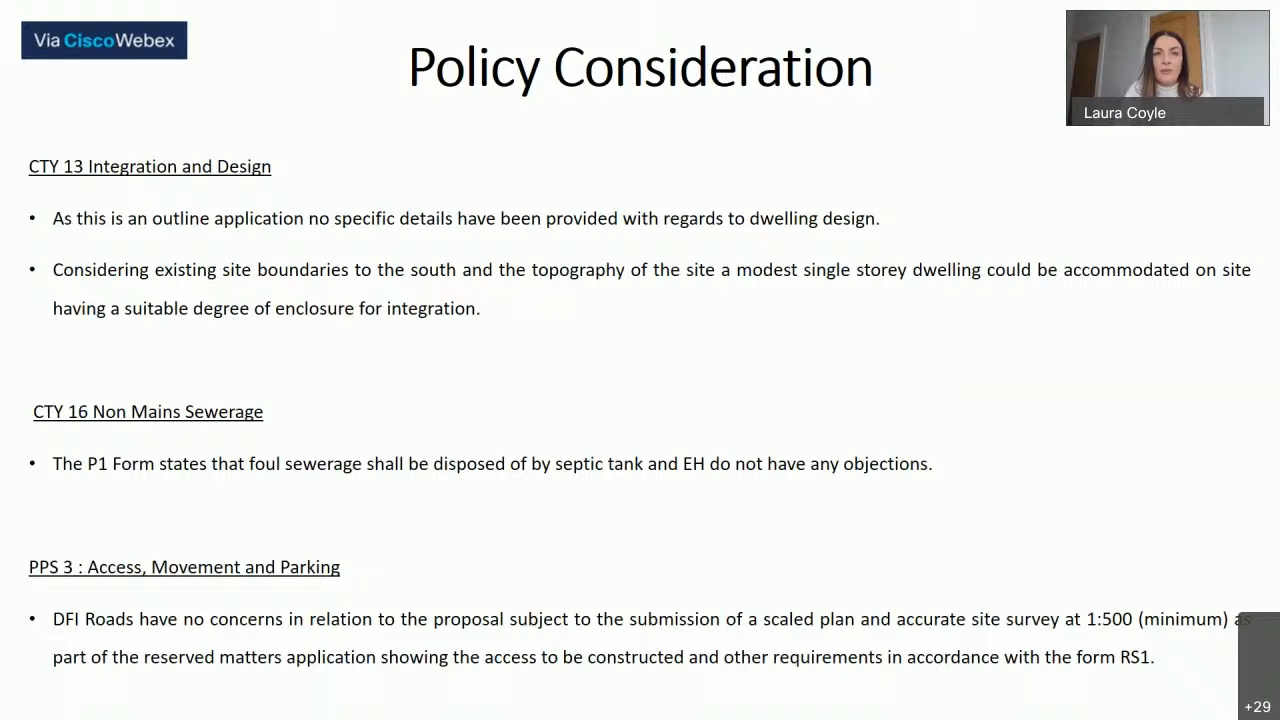 Via CiscoWebex
Policy Consideration
Laura Coyle
CTY 13 Integration and Design
• As this is an outline application no specific details have been provided with regards to dwelling design.
• Considering existing site boundaries to the south and the topography of the site a modest single storey dwelling could be accommodated on site
having a suitable degree of enclosure for integration.
CTY 16 Non Mains Sewerage
• The P1 Form states that foul sewerage shall be disposed of by septic tank and EH do not have any objections.
PPS 3 : Access, Movement and Parking
• DFI Roads have no concerns in relation to the proposal subject to the submission of a scaled plan and accurate site survey at 1:500 (minimum) as
part of the reserved matters application showing the access to be constructed and other requirements in accordance with the form RS1.
+29